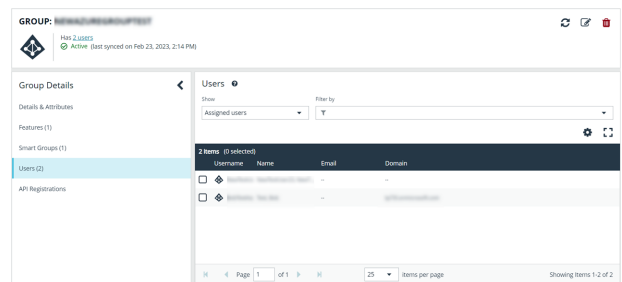 GROUP:
Has 2 users
Active (last synced on Feb 23, 2023, 2:14 PM)
Group Details
Details & Attributes
Features (1)
Smart Groups (1)
Users (2)
API Registrations
Users
Show
Filter by
Assigned users
2 Items (0 selected)
Username Name Email Domain
– –
–
Page 1 of 1
25 items per page
Showing Items 1-2 of 2